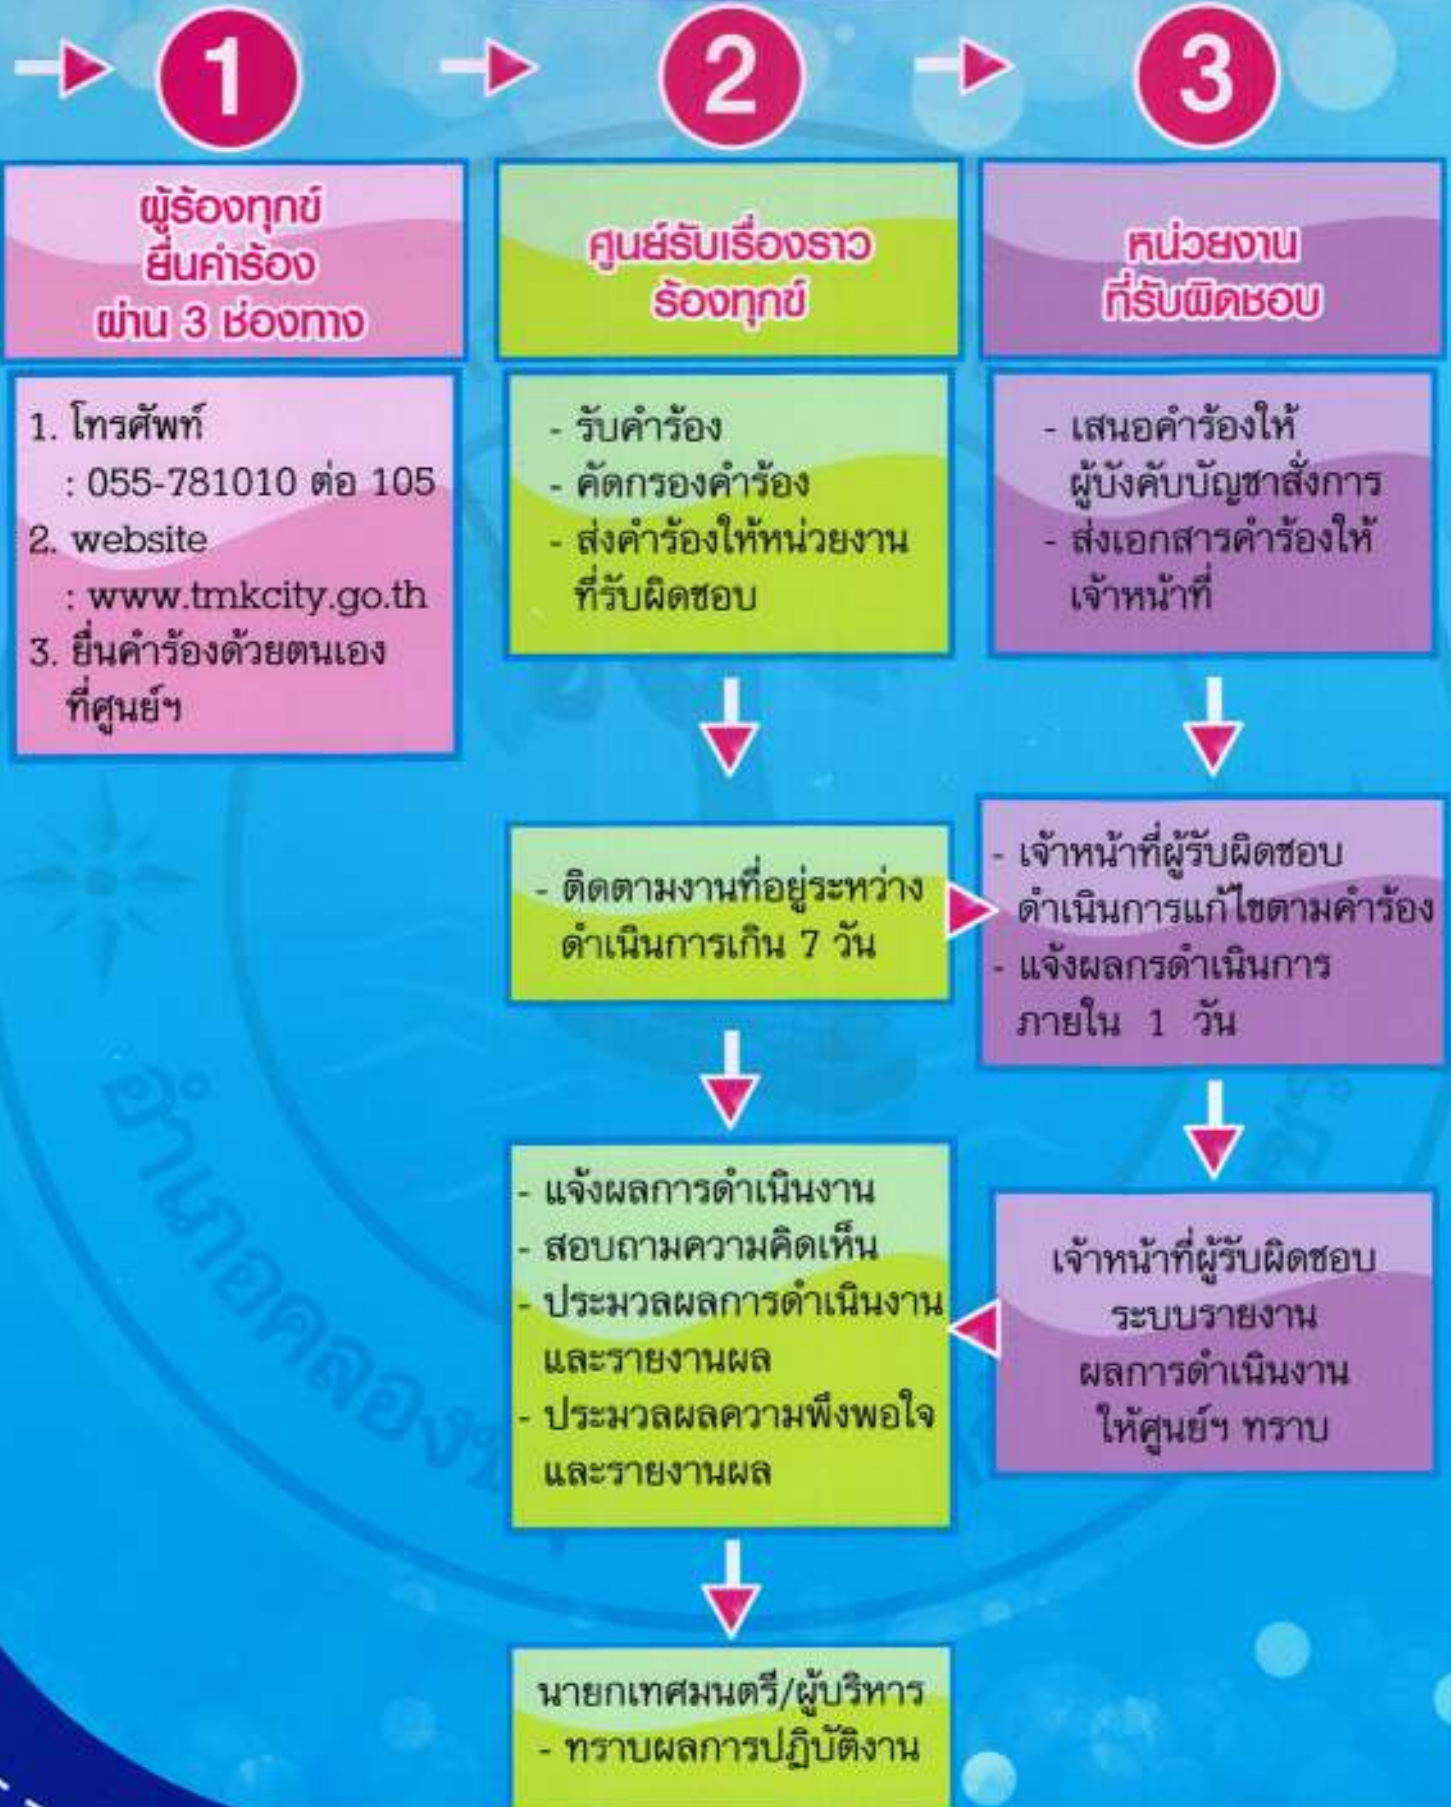 1
2
3
ผู้ร้องทุกข์
ยื่นคำร้อง
ผ่าน 3 ช่องทาง
1. โทรศัพท์
: 055-781010 ต่อ 105
2. website
: www.tmkcity.go.th
3. ยื่นคำร้องด้วยตนเอง
ที่ศูนย์ฯ
ศูนย์รับเรื่องราว
ร้องทุกข์
- รับคำร้อง
- คัดกรองคำร้อง
- ส่งคำร้องให้หน่วยงาน
ที่รับผิดชอบ
- ติดตามงานที่อยู่ระหว่าง
ดำเนินการเกิน 7 วัน
- แจ้งผลการดำเนินงาน
- สอบถามความคิดเห็น
- ประมวลผลการดำเนินงาน
และรายงานผล
- ประมวลผลความพึงพอใจ
และรายงานผล
นายกเทศมนตรี/ผู้บริหาร
- ทราบผลการปฏิบัติงาน
หน่วยงาน
ที่รับผิดชอบ
- เสนอคำร้องให้
ผู้บังคับบัญชาสั่งการ
- ส่งเอกสารคำร้องให้
เจ้าหน้าที่
- เจ้าหน้าที่ผู้รับผิดชอบ
ดำเนินการแก้ไขตามคำร้อง
- แจ้งผลกรดำเนินการ
ภายใน 1 วัน
เจ้าหน้าที่ผู้รับผิดชอบ
ระบบรายงาน
ผลการดำเนินงาน
ให้ศูนย์ฯ ทราบ
อำเภอคลองข